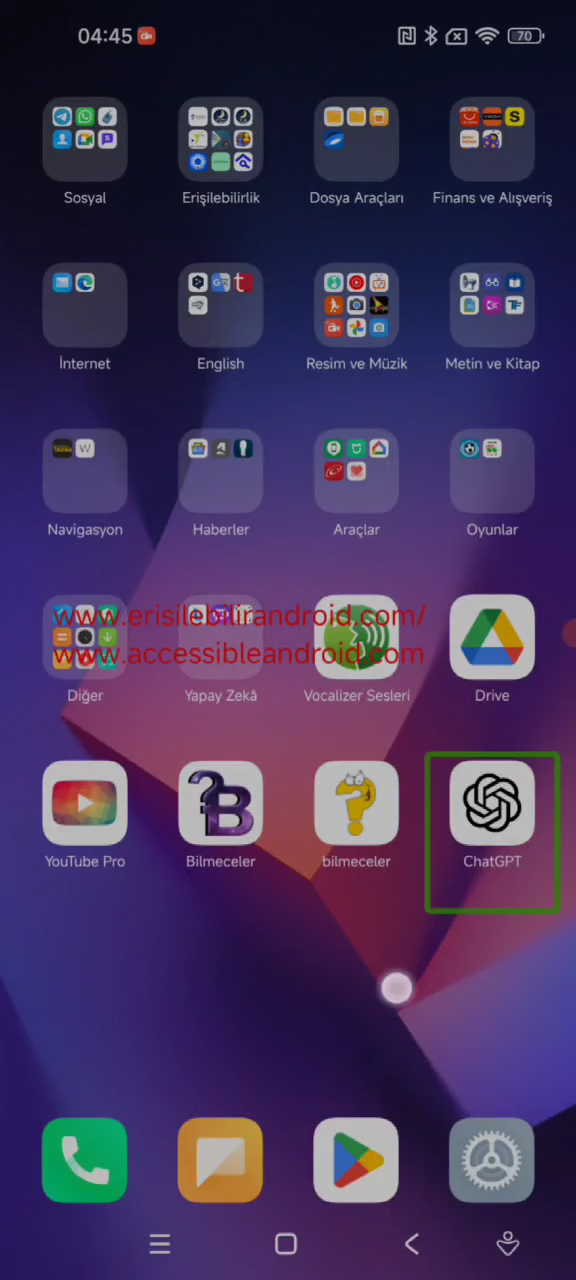 04:45
70
Sosyal
Erişilebilirlik
Dosya Araçları
Finans ve Alışveriş
İnternet
English
Resim ve Müzik
Metin ve Kitap
Navigasyon
Haberler
Araçlar
Oyunlar
www.erisilebilirandroid.com/
www.accessibleandroid.com
Diğer
Yapay Zekâ
Vocalizer Sesleri
Drive
YouTube Pro
Bilmeceler
bilmeceler
ChatGPT